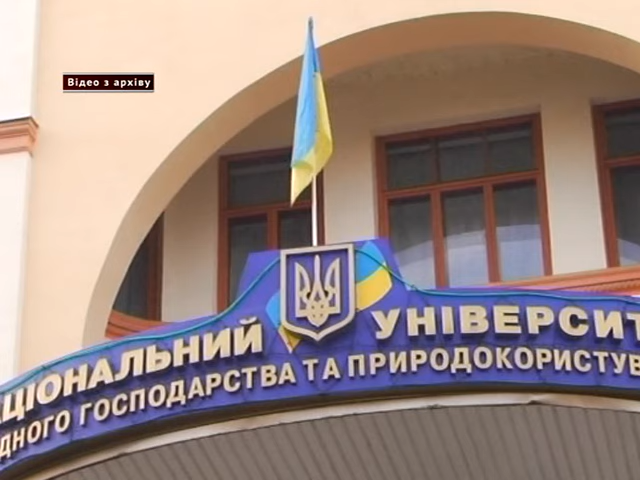 Відео з архіву
АЦІОНАЛЬНИЙ УНІВЕРСИТ
ДНОГО ГОСПОДАРСТВА ТА ПРИРОДОКОРИСТУВ